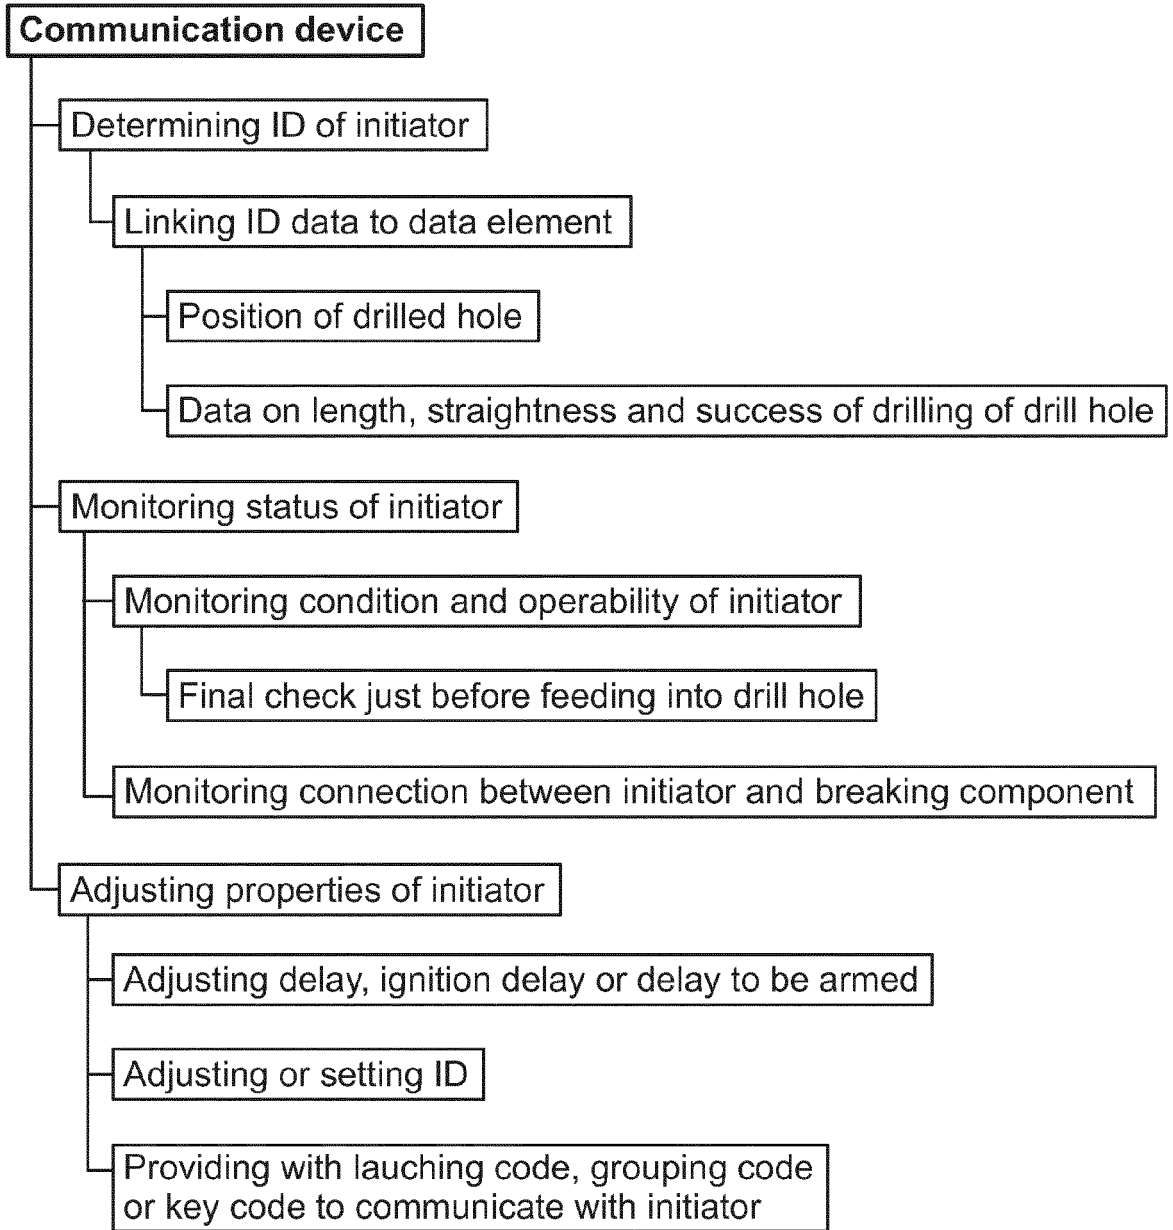 Communication device
Determining ID of initiator
Linking ID data to data element
Position of drilled hole
Data on length, straightness and success of drilling of drill hole
Monitoring status of initiator
Monitoring condition and operability of initiator
Final check just before feeding into drill hole
Monitoring connection between initiator and breaking component
Adjusting properties of initiator
Adjusting delay, ignition delay or delay to be armed
Adjusting or setting ID
Providing with lauching code, grouping code
or key code to communicate with initiator